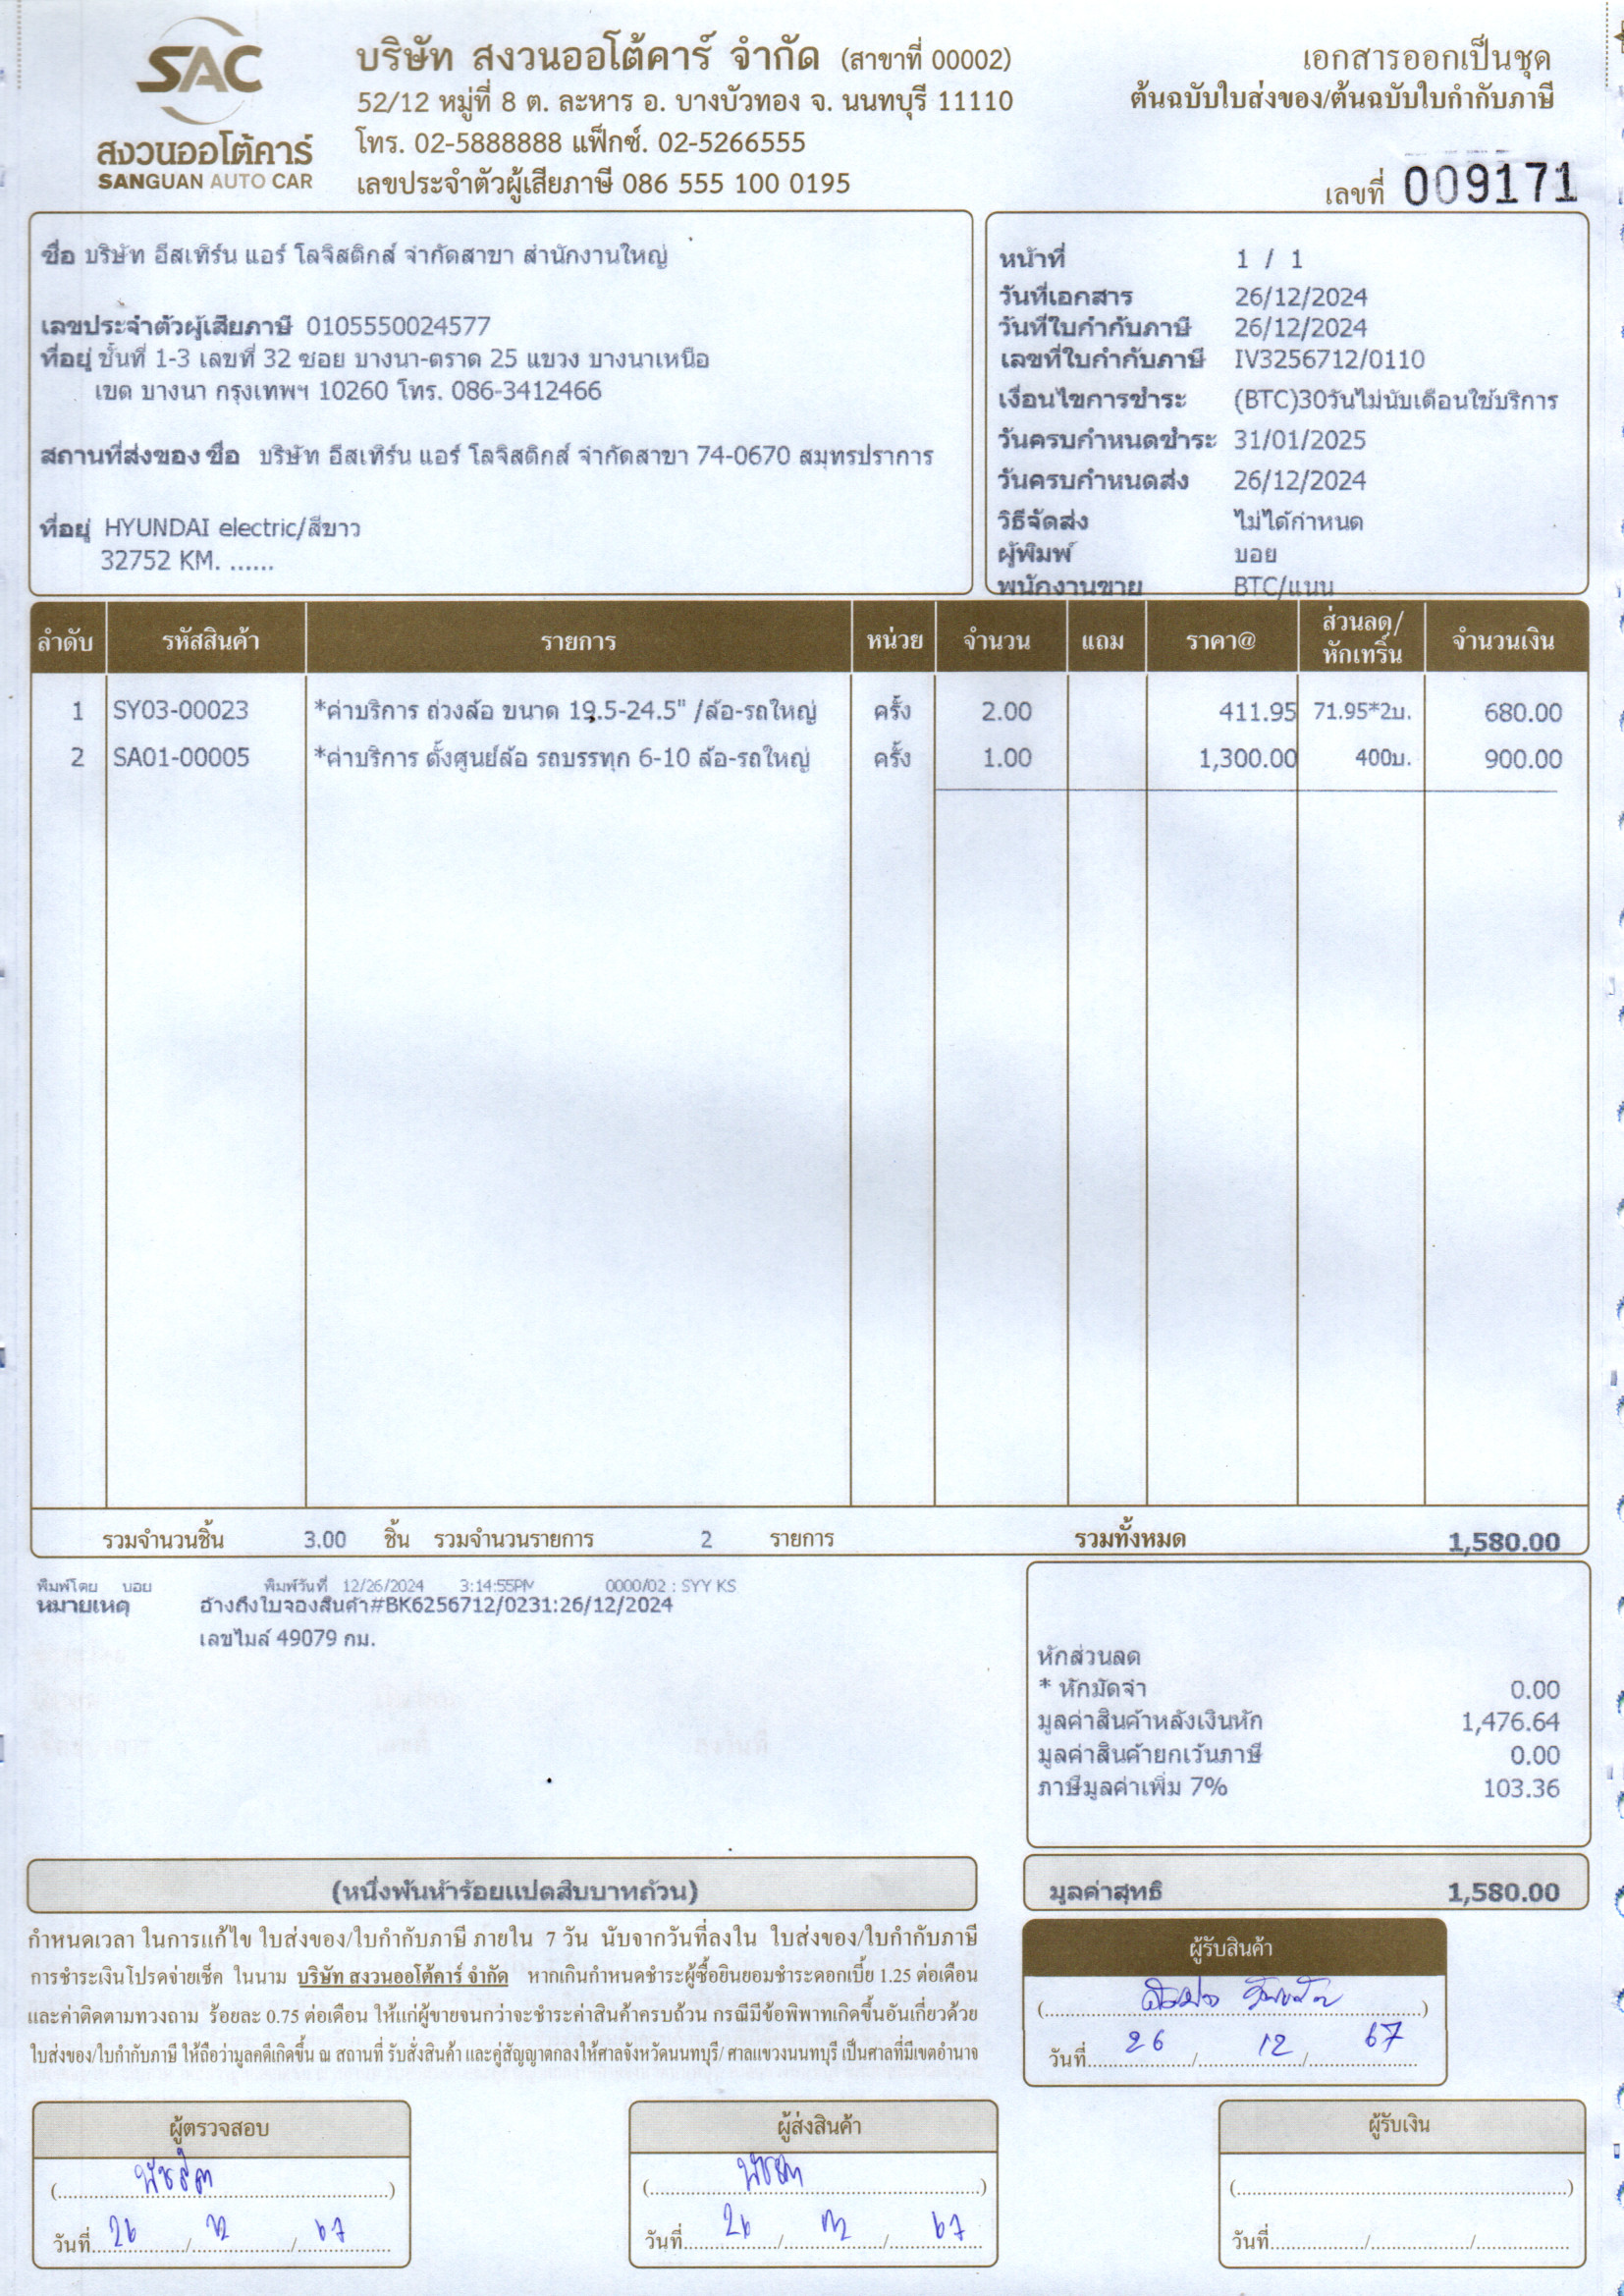 SAC
สงวนออโต้คาร์
SANGUAN AUTO CAR
บริษัท สงวนออโต้คาร์ จำกัด (สาขาที่ 00002)
52/12 หมู่ที่ 8 ต. ละหาร อ. บางบัวทอง จ. นนทบุรี 11110
โทร. 02-5888888 แฟ็กซ์. 02-5266555
เลขประจำตัวผู้เสียภาษี 086 555 100 0195
เอกสารออกเป็นชุด
ต้นฉบับใบส่งของ/ต้นฉบับใบกำกับภาษี
เลขที่ 009171
ชื่อ บริษัท อีสเทิร์น แอร์ โลจิสติกส์ จำกัดสาขา สำนักงานใหญ่
เลขประจำตัวผู้เสียภาษี 0105550024577
ที่อยู่ ชั้นที่ 1-3 เลขที่ 32 ซอย บางนา-ตราด 25 แขวง บางนาเหนือ
เขต บางนา กรุงเทพฯ 10260 โทร. 086-3412466
สถานที่ส่งของ ชื่อ บริษัท อีสเทิร์น แอร์ โลจิสติกส์ จำกัดสาขา 74-0670 สมุทรปราการ
ที่อยู่ HYUNDAI electric/สีขาว
32752 KM. ......
หน้าที่ 1 / 1
วันที่เอกสาร 26/12/2024
วันที่ใบกำกับภาษี 26/12/2024
เลขที่ใบกำกับภาษี IV3256712/0110
เงื่อนไขการชำระ (BTC)30วันไม่นับเดือนใช้บริการ
วันครบกำหนดชำระ 31/01/2025
วันครบกำหนดส่ง 26/12/2024
วิธีจัดส่ง ไม่ได้กำหนด
ผู้พิมพ์ บอย
พนักงานขาย BTC/แนน
ลำดับ รหัสสินค้า รายการ หน่วย จำนวน แถม ราคา@ ส่วนลด/หักเทริ์น จำนวนเงิน
1 SY03-00023 *ค่าบริการ ถ่วงล้อ ขนาด 19.5-24.5" /ล้อ-รถใหญ่ ครั้ง 2.00 411.95 71.95*2บ. 680.00
2 SA01-00005 *ค่าบริการ ตั้งศูนย์ล้อ รถบรรทุก 6-10 ล้อ-รถใหญ่ ครั้ง 1.00 1,300.00 400บ. 900.00
รวมจำนวนชิ้น 3.00 ชิ้น รวมจำนวนรายการ 2 รายการ รวมทั้งหมด 1,580.00
พิมพ์โดย บอย พิมพ์วันที่ 12/26/2024 3:14:55PM 0000/02 : SYY KS
หมายเหตุ อ้างถึงใบจองสินค้า#BK6256712/0231:26/12/2024
เลขไมล์ 49079 กม.
หักส่วนลด
* หักมัดจำ 0.00
มูลค่าสินค้าหลังเงินหัก 1,476.64
มูลค่าสินค้ายกเว้นภาษี 0.00
ภาษีมูลค่าเพิ่ม 7% 103.36
(หนึ่งพันห้าร้อยแปดสิบบาทถ้วน)
มูลค่าสุทธิ 1,580.00
กำหนดเวลา ในการแก้ไข ใบส่งของ/ใบกำกับภาษี ภายใน 7 วัน นับจากวันที่ลงใน ใบส่งของ/ใบกำกับภาษี
การชำระเงินโปรดจ่ายเช็ค ในนาม บริษัท สงวนออโต้คาร์ จำกัด หากเกินกำหนดชำระผู้ซื้อยินยอมชำระดอกเบี้ย 1.25 ต่อเดือน
และค่าติดตามทวงถาม ร้อยละ 0.75 ต่อเดือน ให้แก่ผู้ขายจนกว่าจะชำระค่าสินค้าครบถ้วน กรณีมีข้อพิพาทเกิดขึ้นอันเกี่ยวด้วย
ใบส่งของ/ใบกำกับภาษี ให้ถือว่ามูลคดีเกิดขึ้น ณ สถานที่ รับสั่งสินค้า และคู่สัญญาตกลงให้ศาลจังหวัดนนทบุรี/ ศาลแขวงนนทบุรี เป็นศาลที่มีเขตอำนาจ
ผู้รับสินค้า
วันที่ 26 / 12 / 67
ผู้ตรวจสอบ
วันที่ 26 / 12 / 67
ผู้ส่งสินค้า
วันที่ 26 / 12 / 67
ผู้รับเงิน
(..............................)
วันที่............/............/............